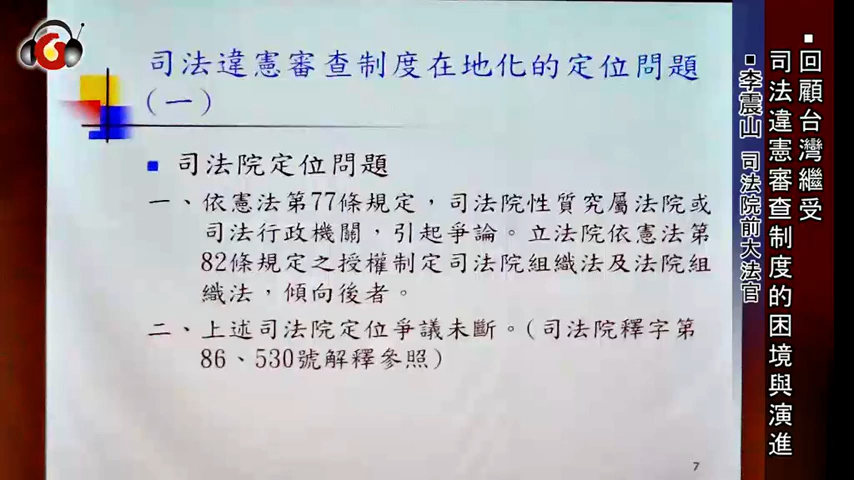 司法違憲審查制度在地化的定位問題
(一)
司法院定位問題
一、依憲法第77條規定，司法院性質究屬法院或
司法行政機關，引起爭論。立法院依憲法第
82條規定之授權制定司法院組織法及法院組
織法，傾向後者。
二、上述司法院定位爭議未斷。(司法院釋字第
86、530號解釋參照)
7
回顧台灣繼受
司法違憲審查制度的困境與演進
李震山 司法院前大法官